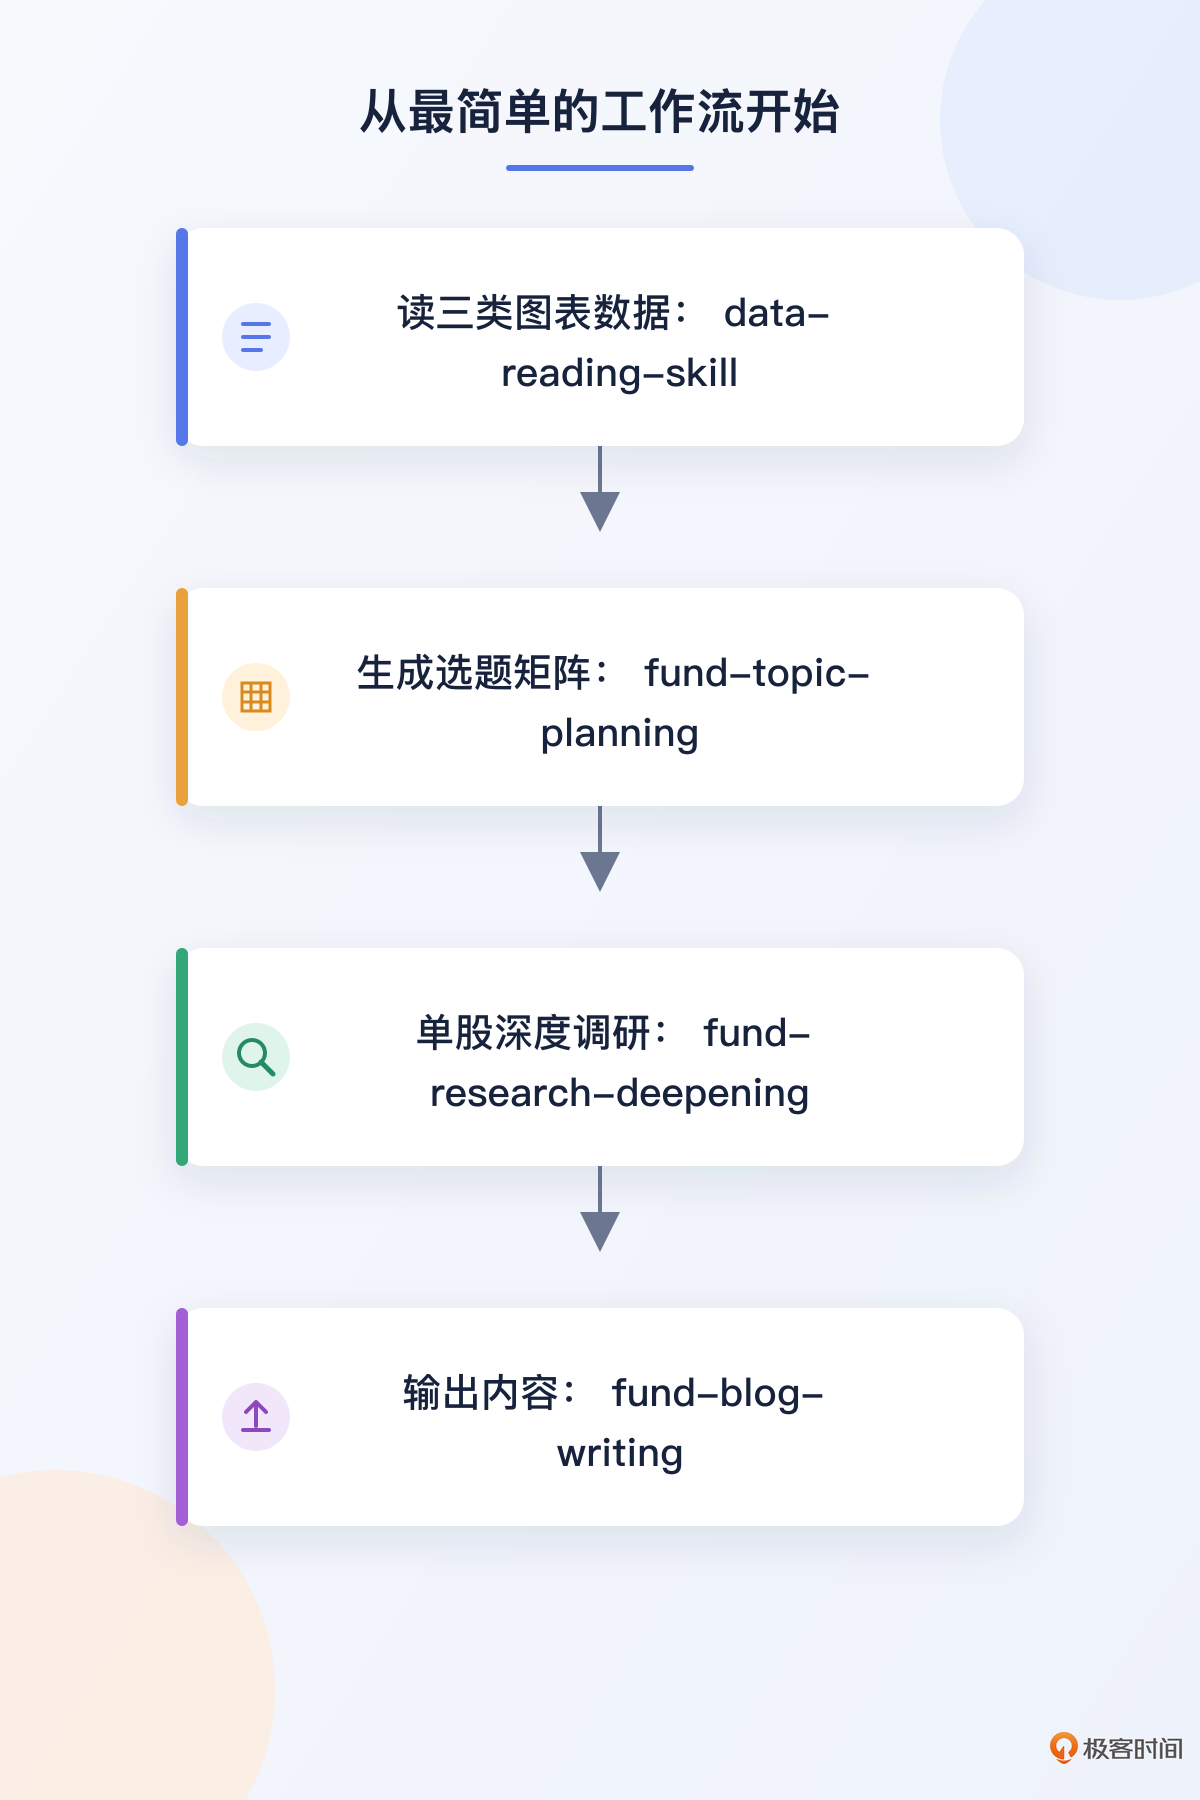 从最简单的工作流开始
读三类图表数据： data-
reading-skill
生成选题矩阵： fund-topic-
planning
单股深度调研： fund-
research-deepening
输出内容： fund-blog-
writing
极客时间